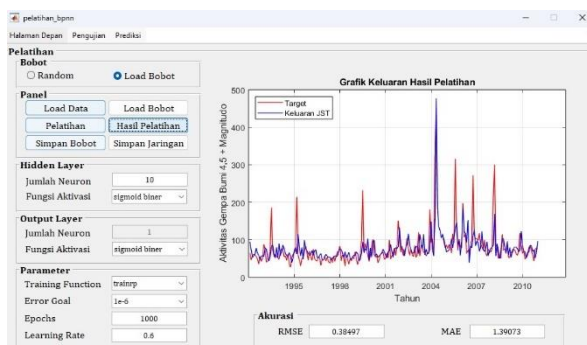 pelatihan_bpnn
Halaman Depan Pengujian Prediksi
Pelatihan
Bobot
Random Load Bobot
Panel
Load Data Load Bobot
Pelatihan Hasil Pelatihan
Simpan Bobot Simpan Jaringan
Hidden Layer
Jumlah Neuron 10
Fungsi Aktivasi sigmoid biner
Output Layer
Jumlah Neuron 1
Fungsi Aktivasi sigmoid biner
Parameter
Training Function trainrp
Error Goal 1e-6
Epochs 1000
Learning Rate 0.6
Grafik Keluaran Hasil Pelatihan
Target
Keluaran JST
Aktivitas Gempa Bumi 4,5 + Magnitudo
500
400
300
200
100
0
1995 1998 2001 2004 2007 2010
Tahun
Akurasi
RMSE 0.38497 MAE 1.39073